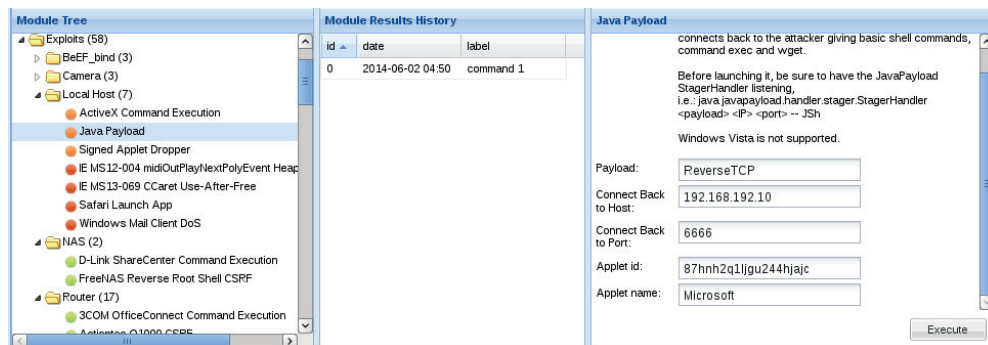 Module Tree
Exploits (58)
BeEF_bind (3)
Camera (3)
Local Host (7)
ActiveX Command Execution
Java Payload
Signed Applet Dropper
IE MS12-004 midiOutPlayNextPolyEvent Heap
IE MS13-069 CCaret Use-After-Free
Safari Launch App
Windows Mail Client DoS
NAS (2)
D-Link ShareCenter Command Execution
FreeNAS Reverse Root Shell CSRF
Router (17)
3COM OfficeConnect Command Execution
Actiontec Q1000 CSRF
Module Results History
id date label
0 2014-06-02 04:50 command 1
Java Payload
connects back to the attacker giving basic shell commands,
command exec and wget.
Before launching it, be sure to have the JavaPayload
StagerHandler listening,
i.e.: java javapayload.handler.stager.StagerHandler
<payload> <IP> <port> -- JSh
Windows Vista is not supported.
Payload: ReverseTCP
Connect Back
to Host: 192.168.192.10
Connect Back
to Port: 6666
Applet id: 87hnh2q1ljgu244hjajc
Applet name: Microsoft
Execute